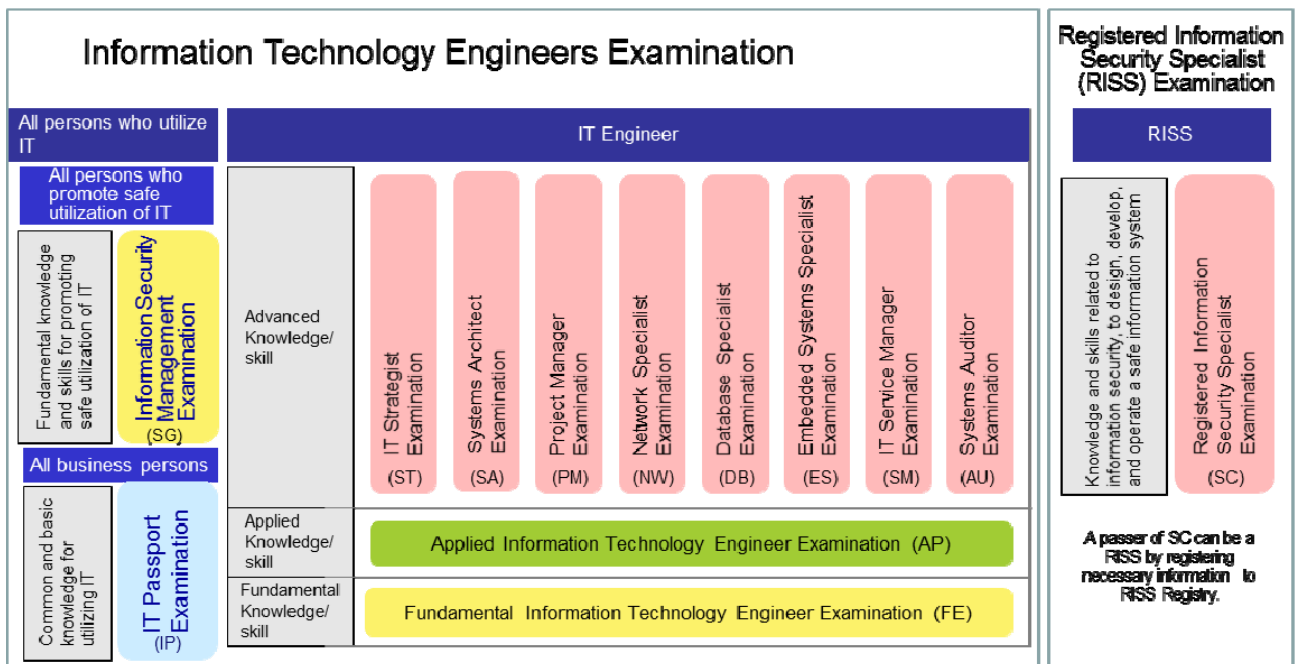 Information Technology Engineers Examination
All persons who utilize
IT
All persons who
promote safe
utilization of IT
Fundamental knowledge
and skills for promoting
safe utilization of IT
Information Security
Management
Examination
(SG)
All business persons
Common and basic
knowledge for
utilizing IT
IT Passport
Examination
(IP)
IT Engineer
Advanced
Knowledge/
skill
IT Strategist
Examination
(ST)
Systems Architect
Examination
(SA)
Project Manager
Examination
(PM)
Network Specialist
Examination
(NW)
Database Specialist
Examination
(DB)
Embedded Systems Specialist
Examination
(ES)
IT Service Manager
Examination
(SM)
Systems Auditor
Examination
(AU)
Applied
Knowledge/
skill
Applied Information Technology Engineer Examination (AP)
Fundamental
Knowledge/
skill
Fundamental Information Technology Engineer Examination (FE)
Registered Information
Security Specialist
(RISS) Examination
RISS
Knowledge and skills related to
information security, to design, develop,
and operate a safe information system
Registered Information
Security Specialist
Examination
(SC)
A passer of SC can be a
RISS by registering
necessary information to
RISS Registry.